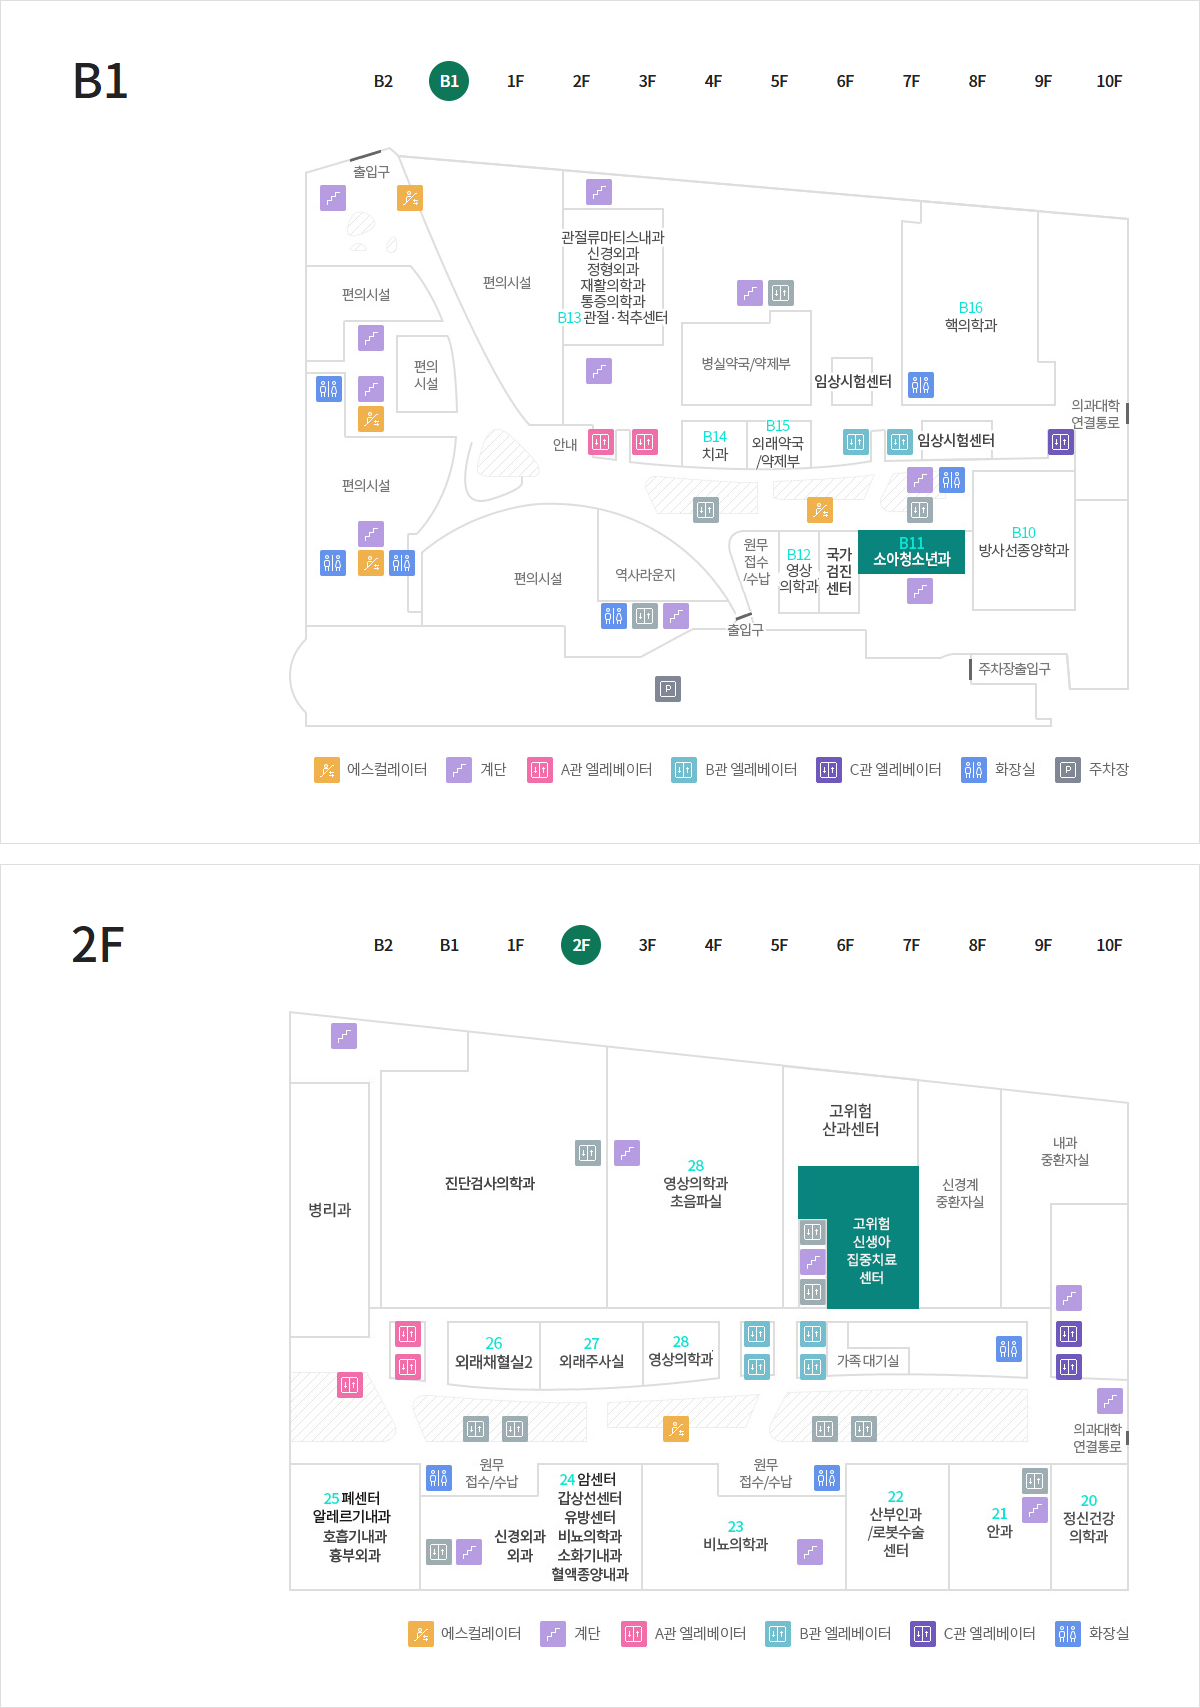 B1
B2 B1 1F 2F 3F 4F 5F 6F 7F 8F 9F 10F
출입구
편의시설
편의시설
편의
시설
편의시설
관절류마티스내과
신경외과
정형외과
재활의학과
통증의학과
B13 관절·척추센터
병실약국/약제부
임상시험센터
B16
핵의학과
의과대학
연결통로
안내
B14
치과
B15
외래약국
/약제부
임상시험센터
편의시설
역사라운지
원무
접수
/수납
B12
영상
의학과
국가
검진
센터
B11
소아청소년과
B10
방사선종양학과
출입구
주차장출입구
P
에스컬레이터 계단 A관 엘레베이터 B관 엘레베이터 C관 엘레베이터 화장실 P 주차장
2F
B2 B1 1F 2F 3F 4F 5F 6F 7F 8F 9F 10F
병리과
진단검사의학과
28
영상의학과
초음파실
고위험
산과센터
고위험
신생아
집중치료
센터
신경계
중환자실
내과
중환자실
26
외래채혈실2
27
외래주사실
28
영상의학과
가족 대기실
의과대학
연결통로
25 폐센터
알레르기내과
호흡기내과
흉부외과
원무
접수/수납
신경외과
외과
24 암센터
갑상선센터
유방센터
비뇨의학과
소화기내과
혈액종양내과
23
비뇨의학과
원무
접수/수납
22
산부인과
/로봇수술
센터
21
안과
20
정신건강
의학과
에스컬레이터 계단 A관 엘레베이터 B관 엘레베이터 C관 엘레베이터 화장실